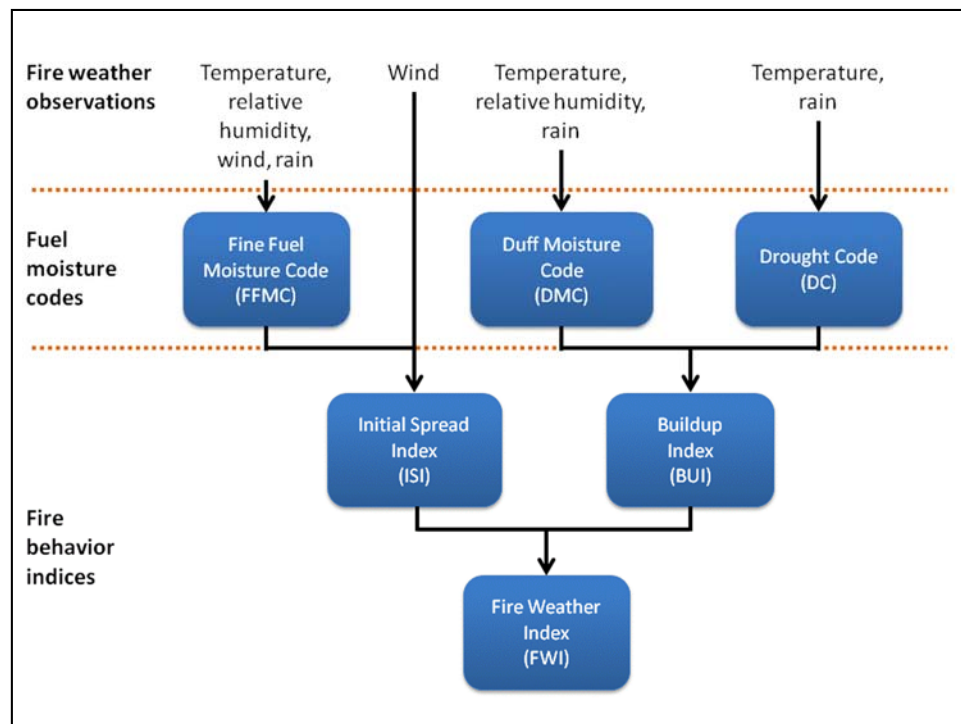 Fire weather
observations
Temperature,
relative
humidity,
wind, rain
Wind
Temperature,
relative humidity,
rain
Temperature,
rain
Fuel
moisture
codes
Fine Fuel
Moisture Code
(FFMC)
Duff Moisture
Code
(DMC)
Drought Code
(DC)
Fire
behavior
indices
Initial Spread
Index
(ISI)
Buildup
Index
(BUI)
Fire Weather
Index
(FWI)